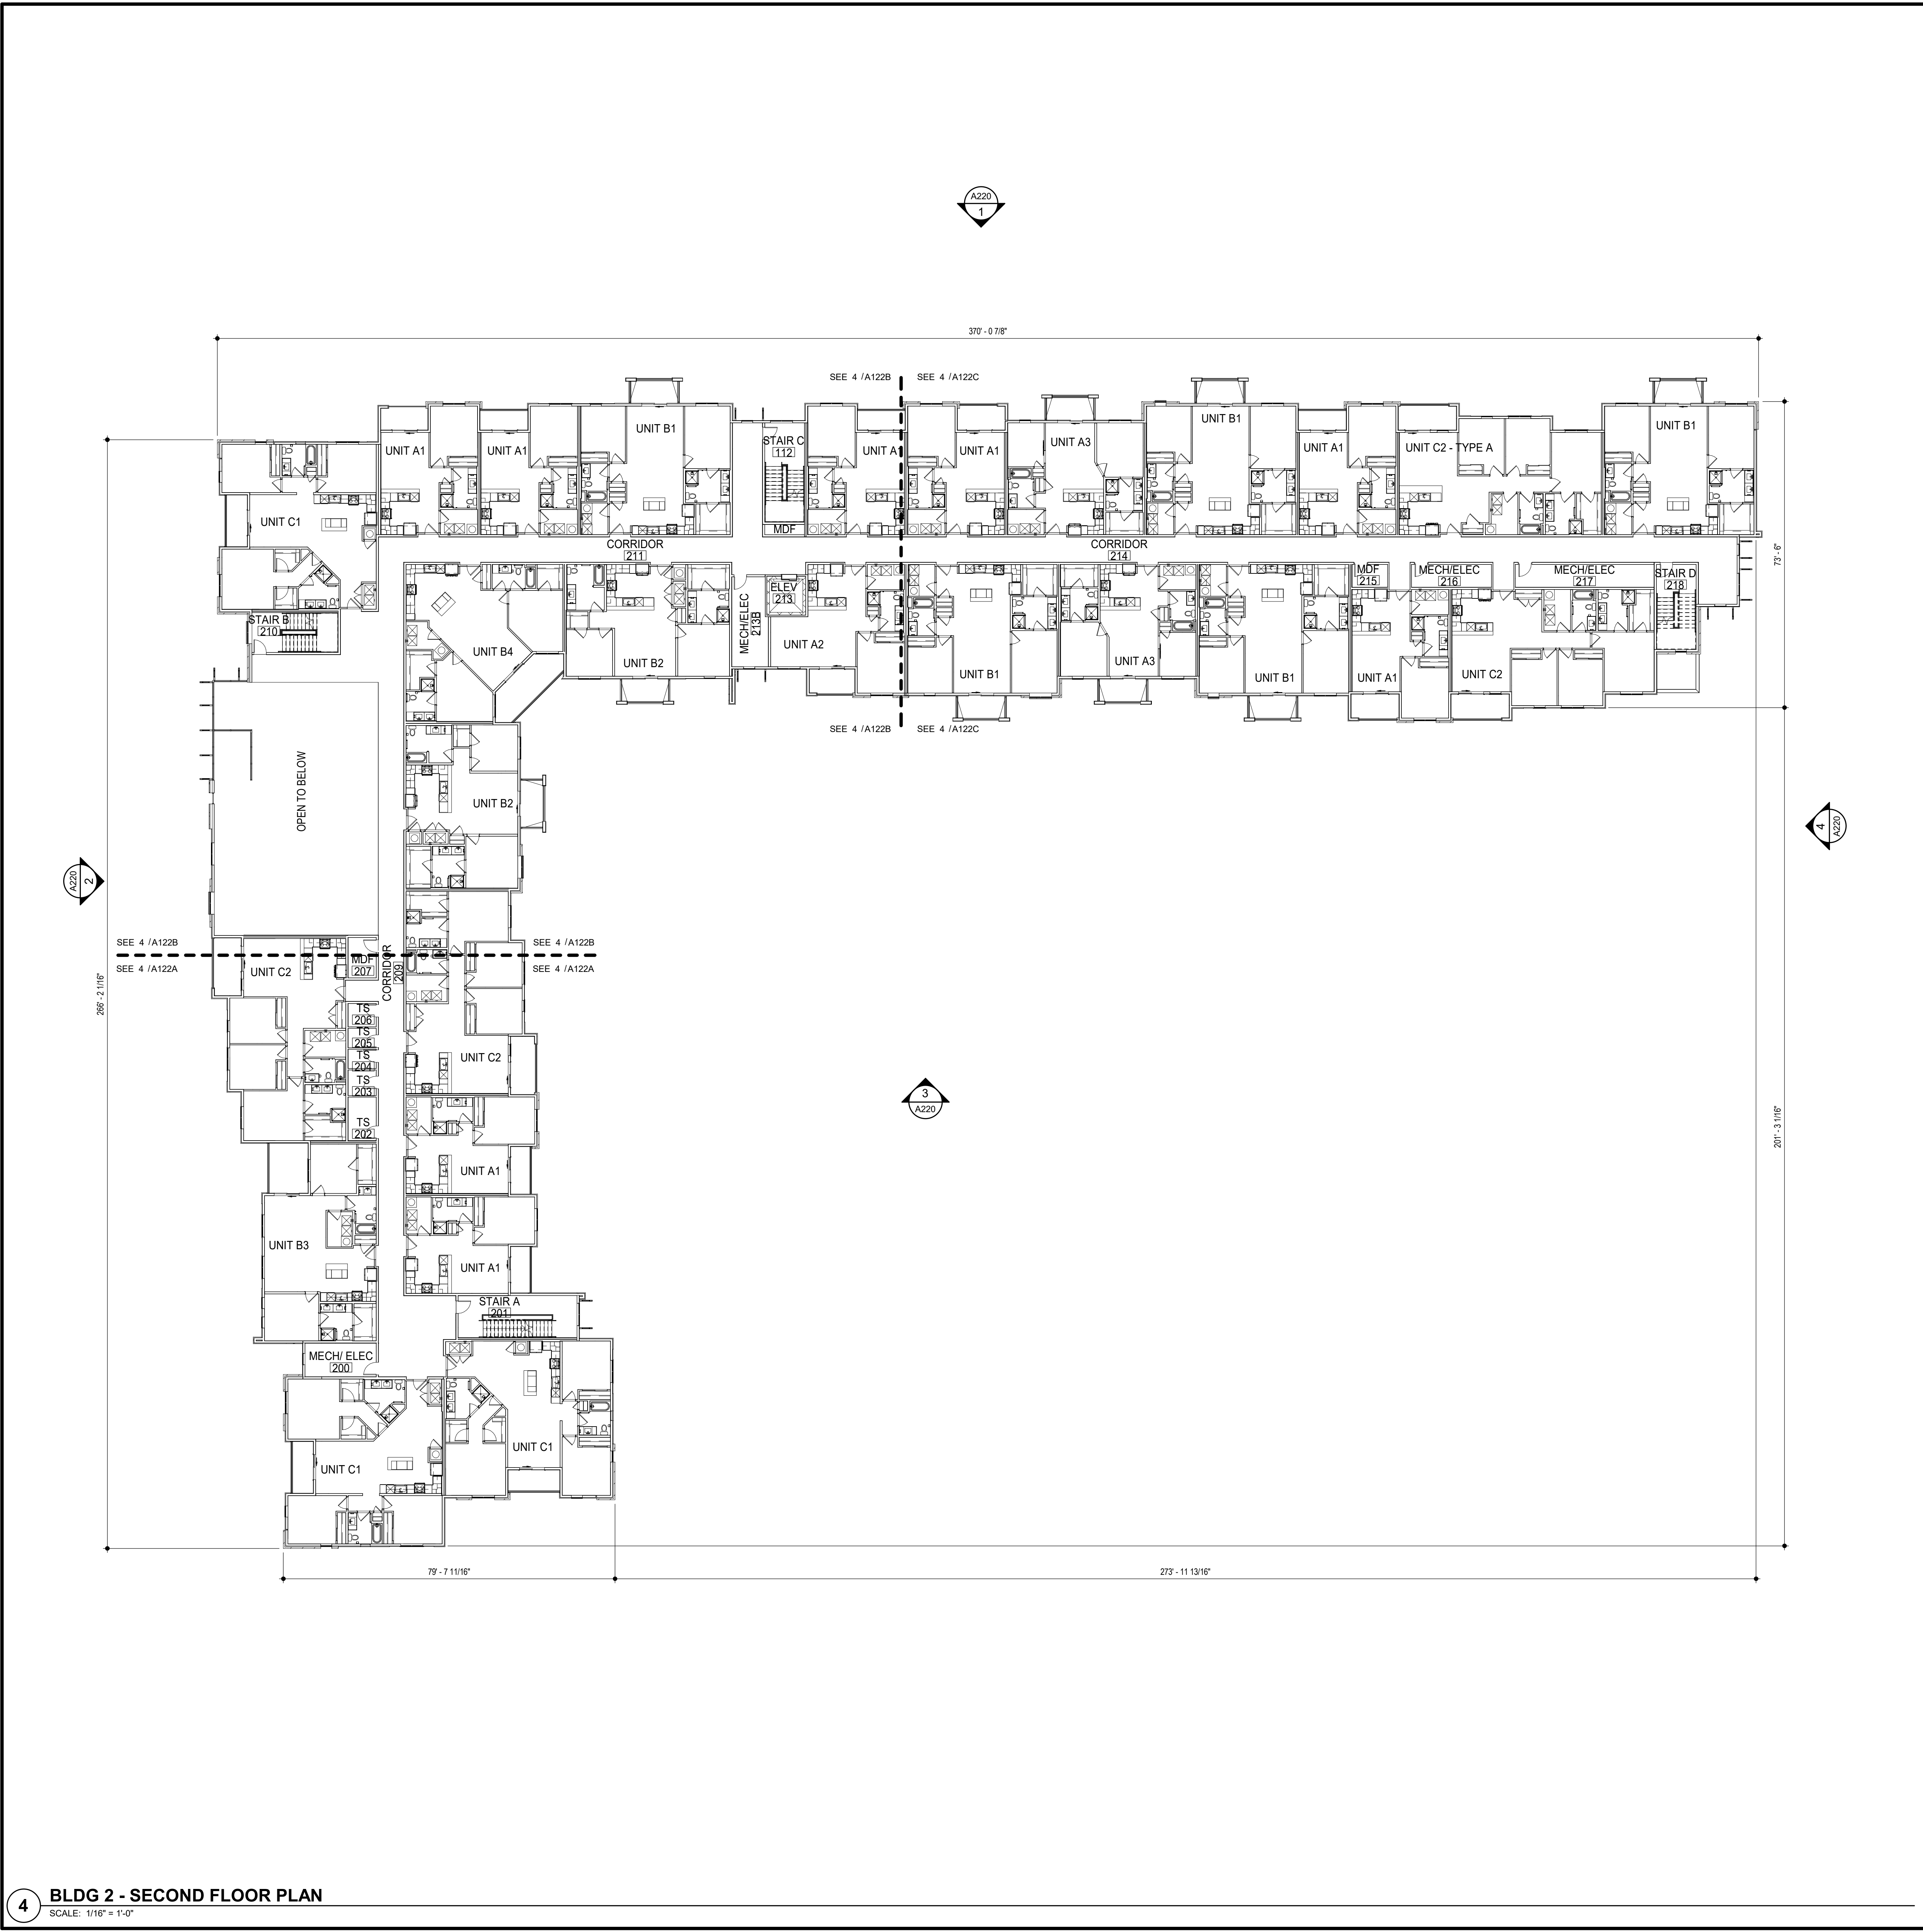 A220
1
370' - 0 7/8"
SEE 4 /A122B
SEE 4 /A122C
UNIT A1
UNIT A1
UNIT B1
STAIR C
112
MDF
UNIT A1
UNIT A1
UNIT A3
UNIT B1
UNIT A1
UNIT C2 - TYPE A
UNIT B1
UNIT C1
CORRIDOR
211
CORRIDOR
214
73' - 6"
STAIR B
210
UNIT B4
UNIT B2
MECH/ELEC
213B
ELEV
213
UNIT A2
UNIT B1
UNIT A3
UNIT B1
MDF
215
MECH/ELEC
216
MECH/ELEC
217
STAIR D
218
UNIT A1
UNIT C2
SEE 4 /A122B
SEE 4 /A122C
OPEN TO BELOW
UNIT B2
4
A220
A220
2
SEE 4 /A122B
SEE 4 /A122B
SEE 4 /A122A
SEE 4 /A122A
266' - 2 1/16"
UNIT C2
MDF
207
CORRIDOR
209
TS
206
TS
205
TS
204
TS
203
TS
202
UNIT C2
3
A220
201' - 3 1/16"
UNIT A1
UNIT B3
UNIT A1
STAIR A
201
MECH/ ELEC
200
UNIT C1
UNIT C1
79' - 7 11/16"
273' - 11 13/16"
4
BLDG 2 - SECOND FLOOR PLAN
SCALE: 1/16" = 1'-0"